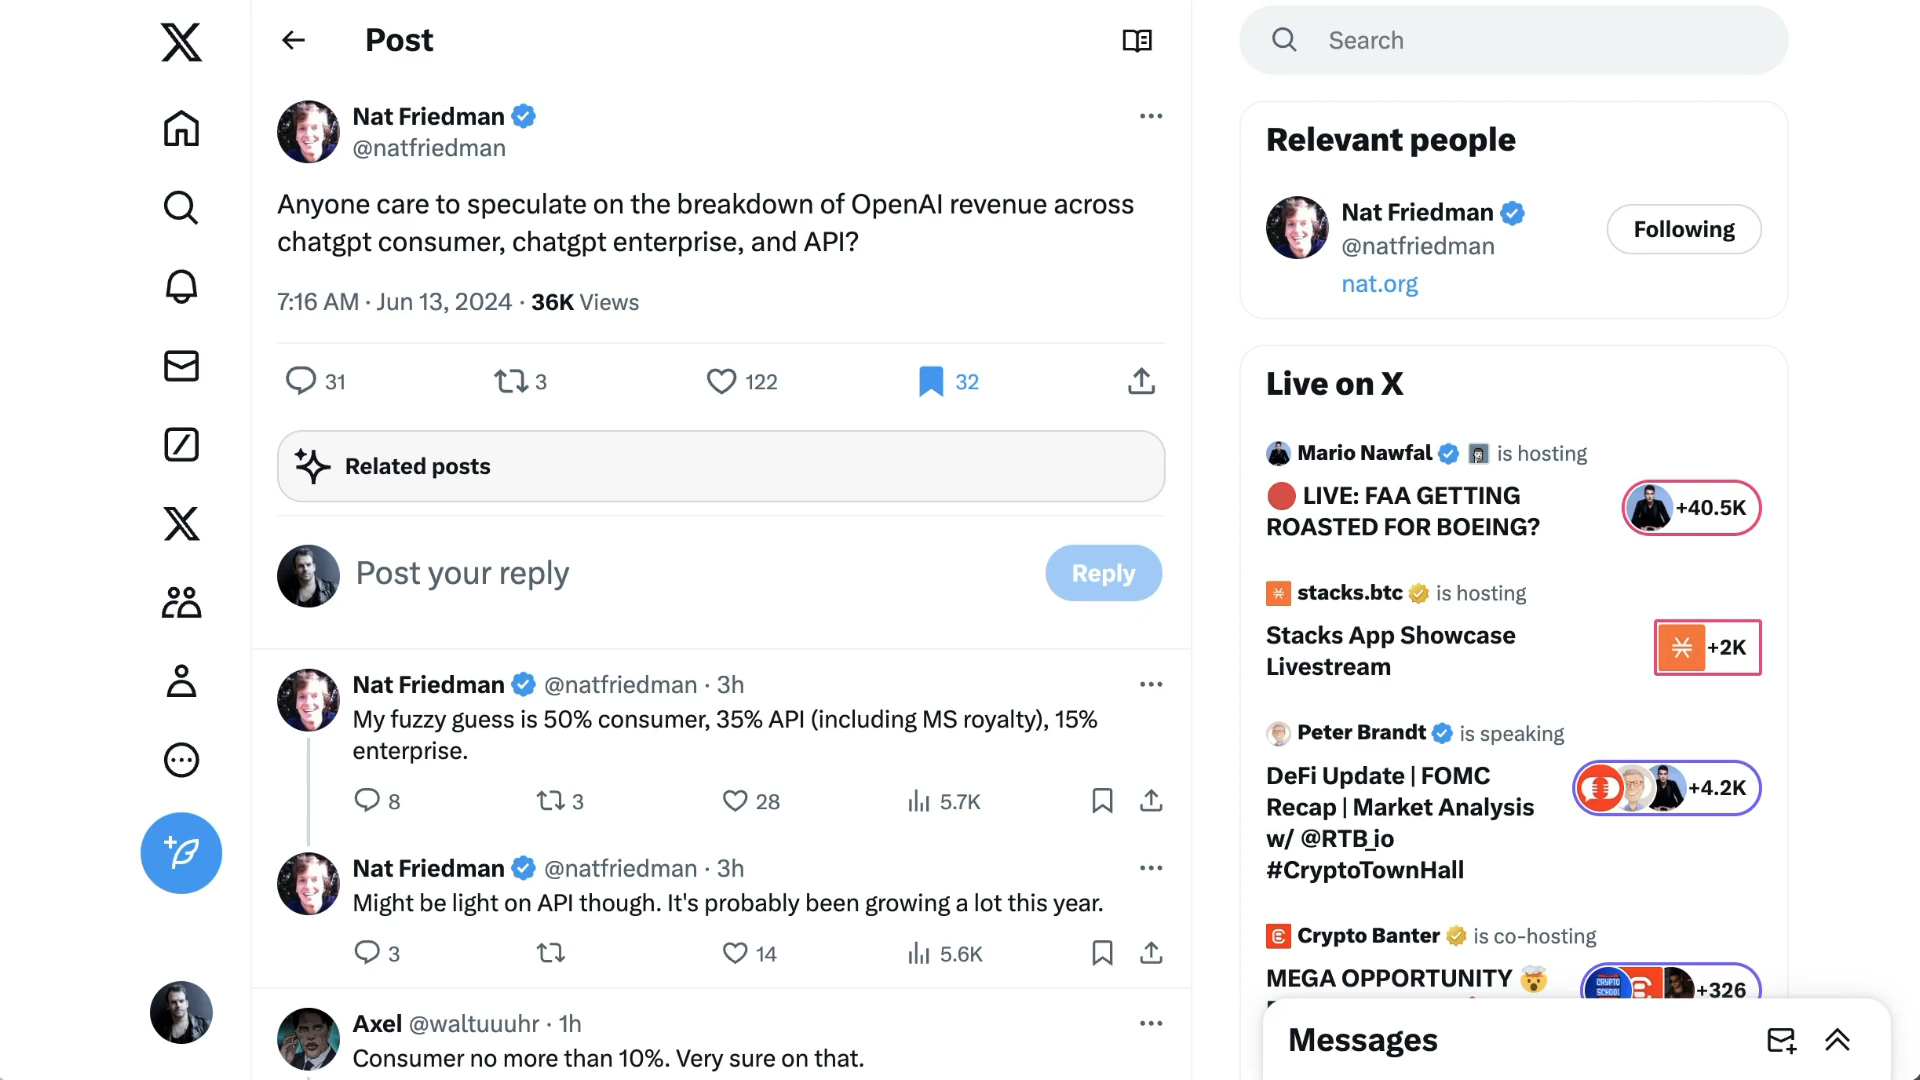 Post
Nat Friedman
@natfriedman
Anyone care to speculate on the breakdown of OpenAI revenue across
chatgpt consumer, chatgpt enterprise, and API?
7:16 AM · Jun 13, 2024 · 36K Views
31 3 122 32
Related posts
Post your reply
Reply
Nat Friedman @natfriedman · 3h
My fuzzy guess is 50% consumer, 35% API (including MS royalty), 15%
enterprise.
8 3 28 5.7K
Nat Friedman @natfriedman · 3h
Might be light on API though. It's probably been growing a lot this year.
3 14 5.6K
Axel @waltuuuhr · 1h
Consumer no more than 10%. Very sure on that.
Search
Relevant people
Nat Friedman
@natfriedman
nat.org
Following
Live on X
Mario Nawfal is hosting
LIVE: FAA GETTING
ROASTED FOR BOEING?
+40.5K
stacks.btc is hosting
Stacks App Showcase
Livestream
+2K
Peter Brandt is speaking
DeFi Update | FOMC
Recap | Market Analysis
w/ @RTB_io
#CryptoTownHall
+4.2K
Crypto Banter is co-hosting
MEGA OPPORTUNITY
CRYPTO
SCHOOL
+326
Messages